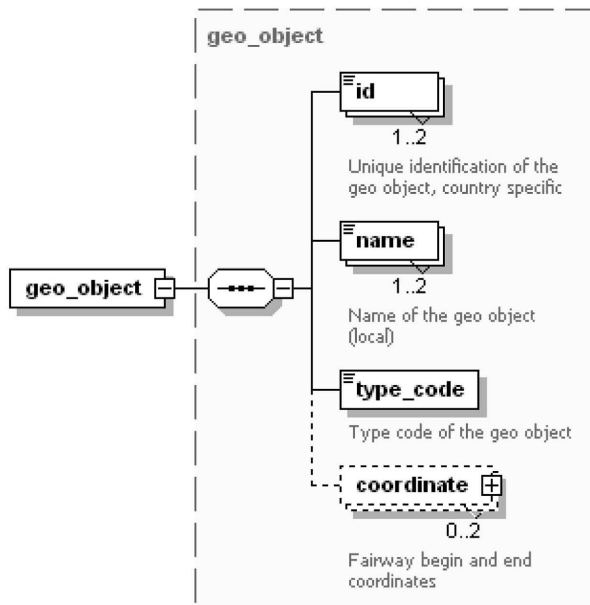 geo_object
id
1..2
Unique identification of the
geo object, country specific
name
1..2
geo_object
Name of the geo object
(local)
type_code
Type code of the geo object
coordinate
0..2
Fairway begin and end
coordinates